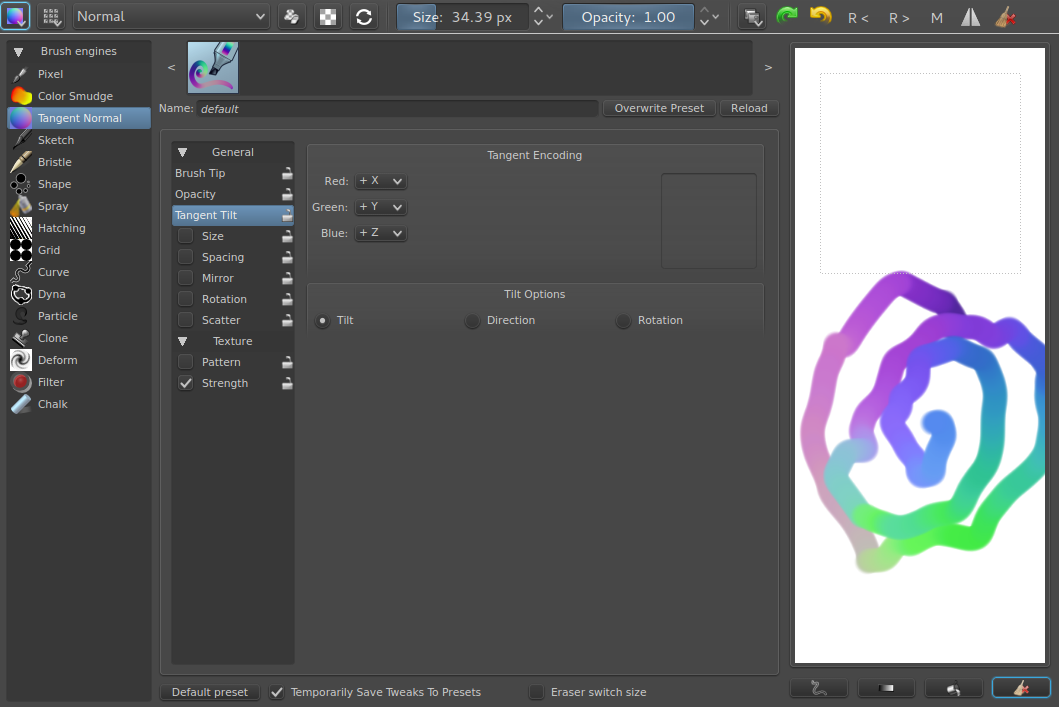 Normal
Size: 34.39 px
Opacity: 1.00
R <
R >
M
Brush engines
Pixel
Color Smudge
Tangent Normal
Sketch
Bristle
Shape
Spray
Hatching
Grid
Curve
Dyna
Particle
Clone
Deform
Filter
Chalk
<
>
Name: default
Overwrite Preset
Reload
General
Brush Tip
Opacity
Tangent Tilt
Size
Spacing
Mirror
Rotation
Scatter
Texture
Pattern
Strength
Tangent Encoding
Red: + X
Green: + Y
Blue: + Z
Tilt Options
Tilt
Direction
Rotation
Default preset
Temporarily Save Tweaks To Presets
Eraser switch size